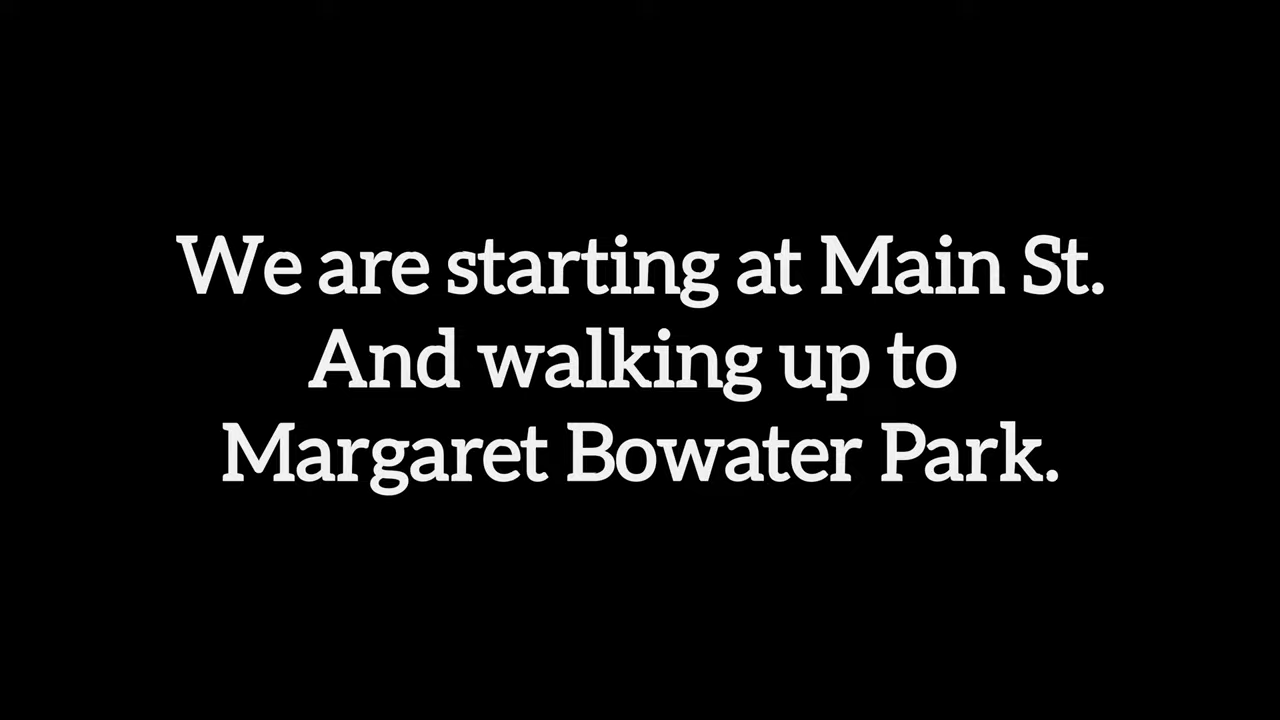 We are starting at Main St.
And walking up to
Margaret Bowater Park.